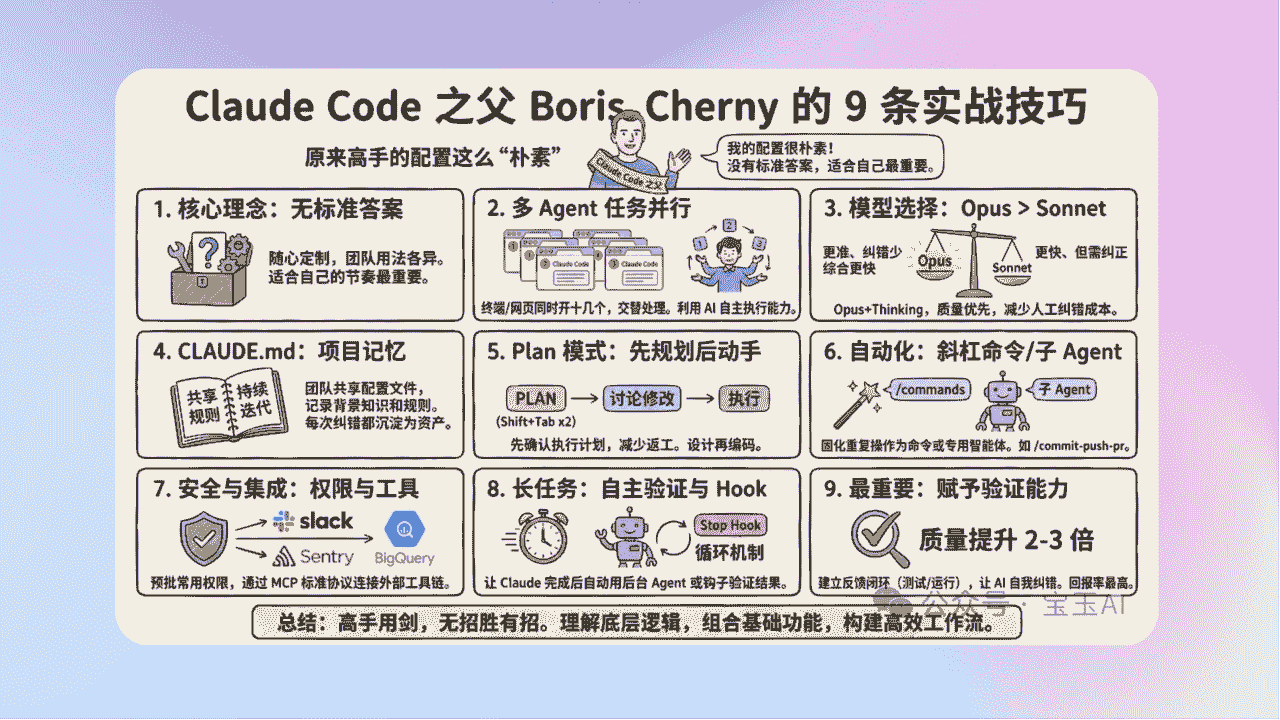 Claude Code 之父 Boris Cherny 的 9 条实战技巧
原来高手的配置这么“朴素”
我的配置很朴素！
没有标准答案，适合自己最重要。
Claude Code 之父
1. 核心理念：无标准答案
?
随心定制，团队用法各异。
适合自己的节奏最重要。
2. 多 Agent 任务并行
1
2 Claude Code
3 Claude Code
1
2
3
终端/网页同时开十几个，交替处理。利用 AI 自主执行能力。
3. 模型选择：Opus > Sonnet
更准、纠错少
综合更快
Opus
Sonnet
更快、但需纠正
Opus+Thinking，质量优先，减少人工纠错成本。
4. CLAUDE.md：项目记忆
共享
规则
持续
迭代
团队共享配置文件，
记录背景知识和规则。
每次纠错都沉淀为资产。
5. Plan 模式：先规划后动手
PLAN
讨论修改
执行
(Shift+Tab x2)
先确认执行计划，减少返工。设计再编码。
6. 自动化：斜杠命令/子 Agent
/commands
子 Agent
固化重复操作为命令或专用智能体。如 /commit-push-pr。
7. 安全与集成：权限与工具
slack
Sentry
BigQuery
预批常用权限，通过 MCP 标准协议连接外部工具链。
8. 长任务：自主验证与 Hook
Stop Hook
循环机制
让 Claude 完成后自动用后台 Agent 或钩子验证结果。
9. 最重要：赋予验证能力
质量提升 2-3 倍
建立反馈闭环（测试/运行），让 AI 自我纠错。回报率最高。
公众号 · 宝玉AI
总结：高手用剑，无招胜有招。理解底层逻辑，组合基础功能，构建高效工作流。